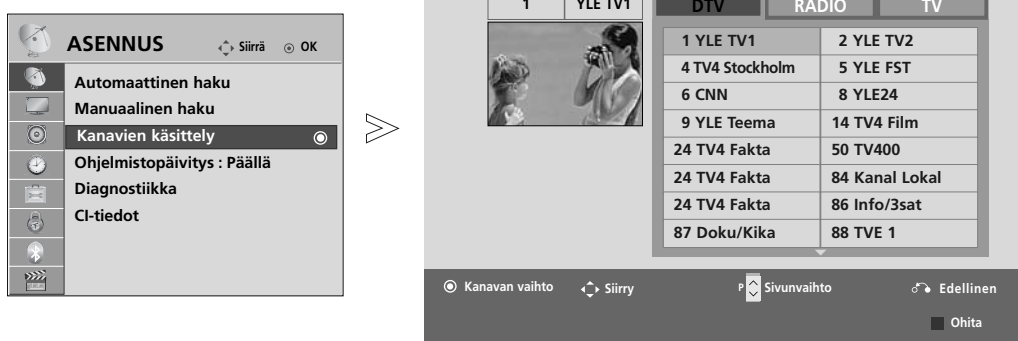 ASENNUS Siirrä OK
Automaattinen haku
Manuaalinen haku
Kanavien käsittely
Ohjelmistopäivitys : Päällä
Diagnostiikka
CI-tiedot
1 YLE TV1
DTV RADIO TV
1 YLE TV1 2 YLE TV2
4 TV4 Stockholm 5 YLE FST
6 CNN 8 YLE24
9 YLE Teema 14 TV4 Film
24 TV4 Fakta 50 TV400
24 TV4 Fakta 84 Kanal Lokal
24 TV4 Fakta 86 Info/3sat
87 Doku/Kika 88 TVE 1
Kanavan vaihto Siirry P Sivunvaihto Edellinen
Ohita